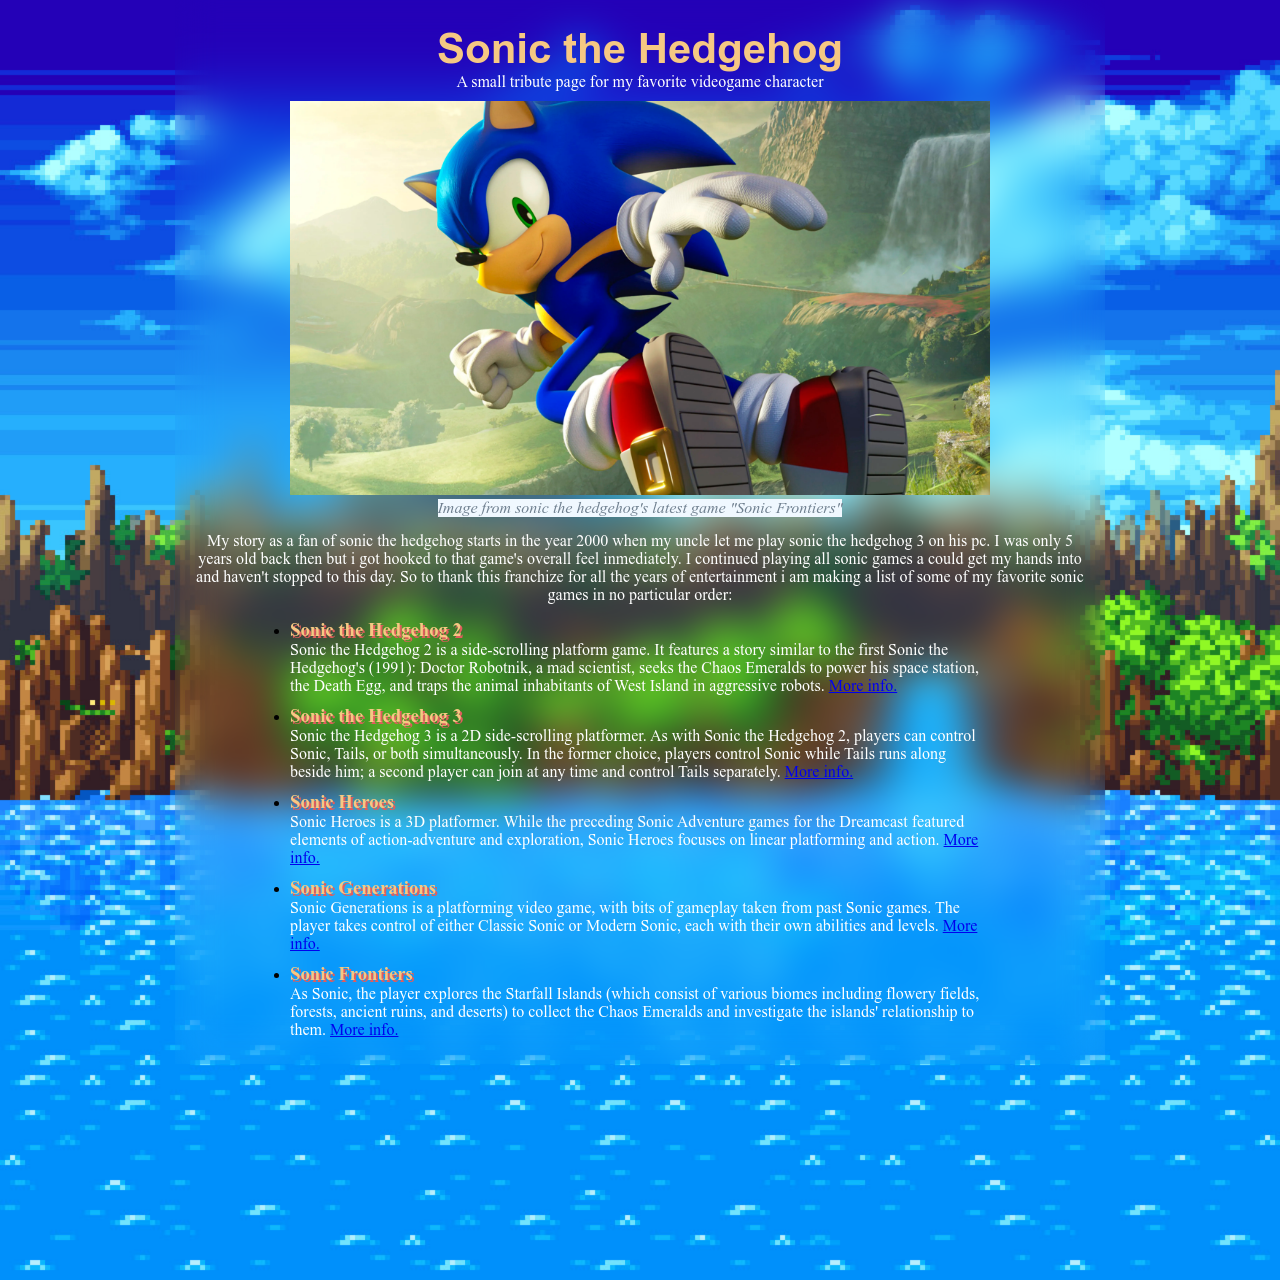 Sonic the Hedgehog
A small tribute page for my favorite videogame character
Image from sonic the hedgehog's latest game "Sonic Frontiers"
My story as a fan of sonic the hedgehog starts in the year 2000 when my uncle let me play sonic the hedgehog 3 on his pc. I was only 5
years old back then but i got hooked to that game's overall feel inmediately. I continued playing all sonic games a could get my hands into
and haven't stopped to this day. So to thank this franchize for all the years of entertainment i am making a list of some of my favorite sonic
games in no particular order:
Sonic the Hedgehog 2
Sonic the Hedgehog 2 is a side-scrolling platform game. It features a story similar to the first Sonic the
Hedgehog's (1991): Doctor Robotnik, a mad scientist, seeks the Chaos Emeralds to power his space station,
the Death Egg, and traps the animal inhabitants of West Island in aggressive robots. More info.
Sonic the Hedgehog 3
Sonic the Hedgehog 3 is a 2D side-scrolling platformer. As with Sonic the Hedgehog 2, players can control
Sonic, Tails, or both simultaneously. In the former choice, players control Sonic while Tails runs along
beside him; a second player can join at any time and control Tails separately. More info.
Sonic Heroes
Sonic Heroes is a 3D platformer. While the preceding Sonic Adventure games for the Dreamcast featured
elements of action-adventure and exploration, Sonic Heroes focuses on linear platforming and action. More
info.
Sonic Generations
Sonic Generations is a platforming video game, with bits of gameplay taken from past Sonic games. The
player takes control of either Classic Sonic or Modern Sonic, each with their own abilities and levels. More
info.
Sonic Frontiers
As Sonic, the player explores the Starfall Islands (which consist of various biomes including flowery fields,
forests, ancient ruins, and deserts) to collect the Chaos Emeralds and investigate the islands' relationship to
them. More info.